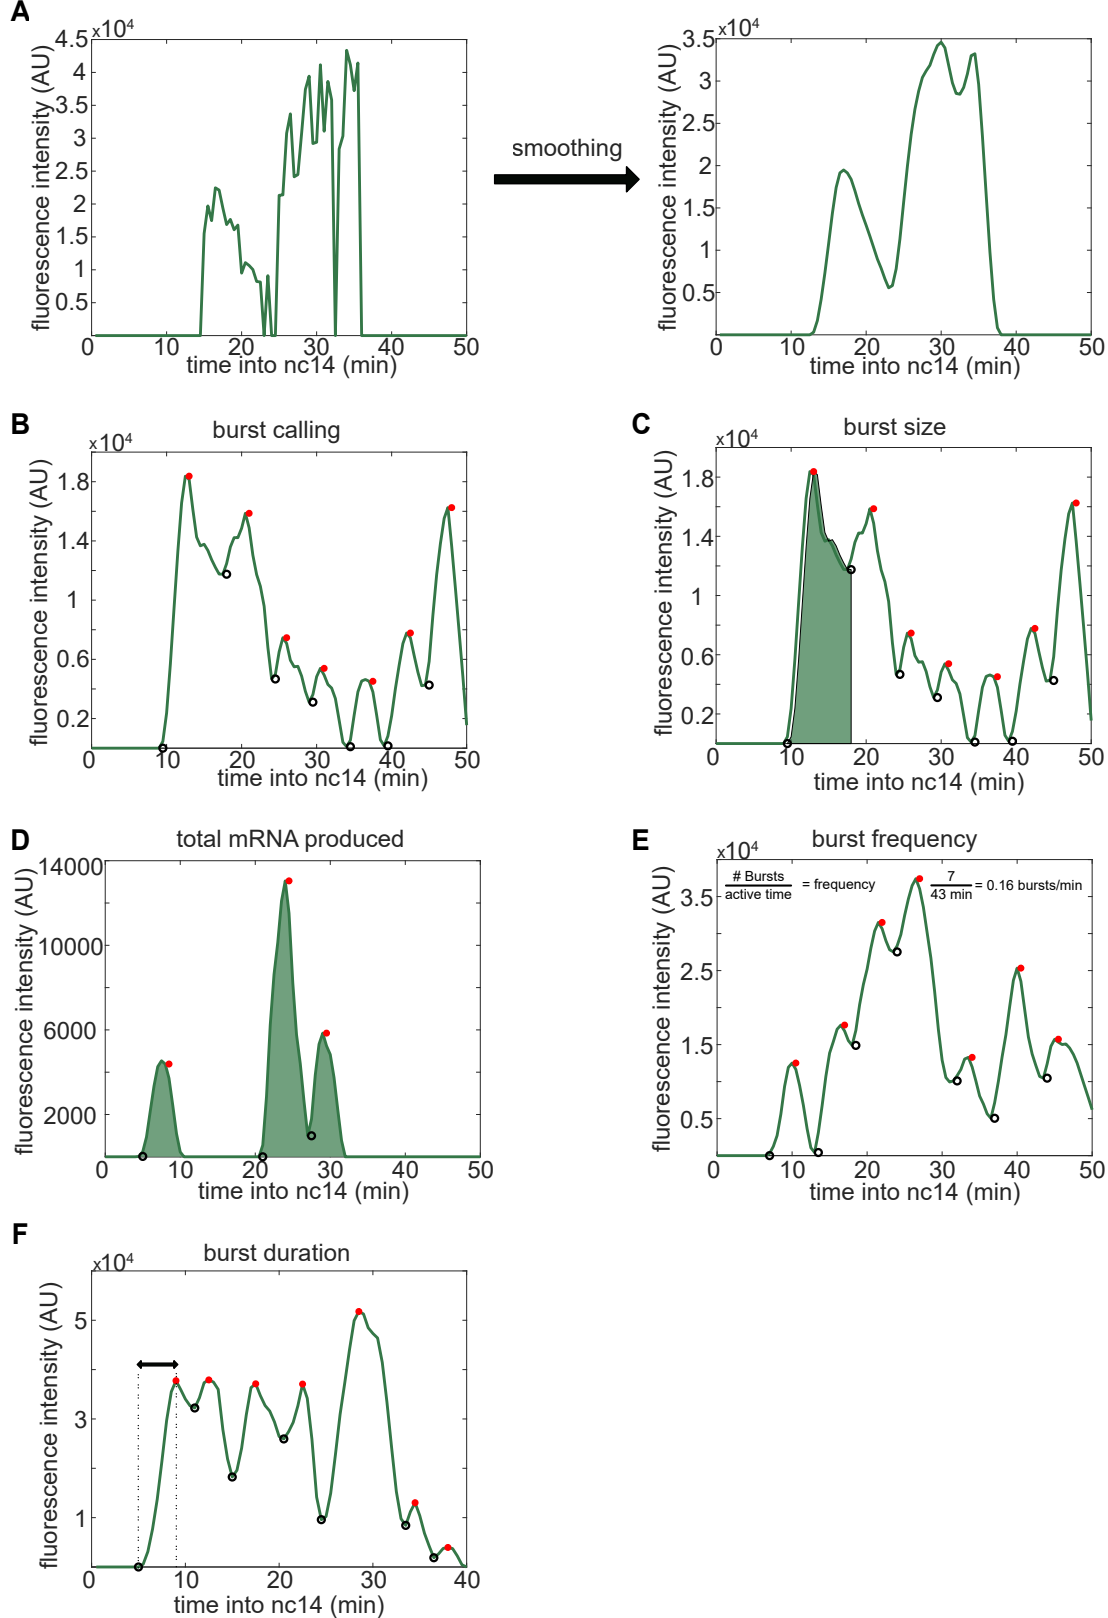 A
x10⁴
4.5
4
3.5
3
2.5
2
1.5
1
0.5
fluorescence intensity (AU)
0 10 20 30 40 50
time into nc14 (min)
smoothing
x10⁴
3.5
3
2.5
2
1.5
1
0.5
fluorescence intensity (AU)
0 10 20 30 40 50
time into nc14 (min)
B
burst calling
x10⁴
1.8
1.4
1
0.6
0.2
fluorescence intensity (AU)
0 10 20 30 40 50
time into nc14 (min)
C
burst size
x10⁴
1.8
1.4
1
0.6
0.2
fluorescence intensity (AU)
0 10 20 30 40 50
time into nc14 (min)
D
total mRNA produced
14000
10000
6000
2000
fluorescence intensity (AU)
0 10 20 30 40 50
time into nc14 (min)
E
burst frequency
x10⁴
# Bursts
active time
= frequency
7
43 min
= 0.16 bursts/min
3.5
2.5
1.5
0.5
fluorescence intensity (AU)
0 10 20 30 40 50
time into nc14 (min)
F
burst duration
x10⁴
5
3
1
fluorescence intensity (AU)
0 10 20 30 40
time into nc14 (min)